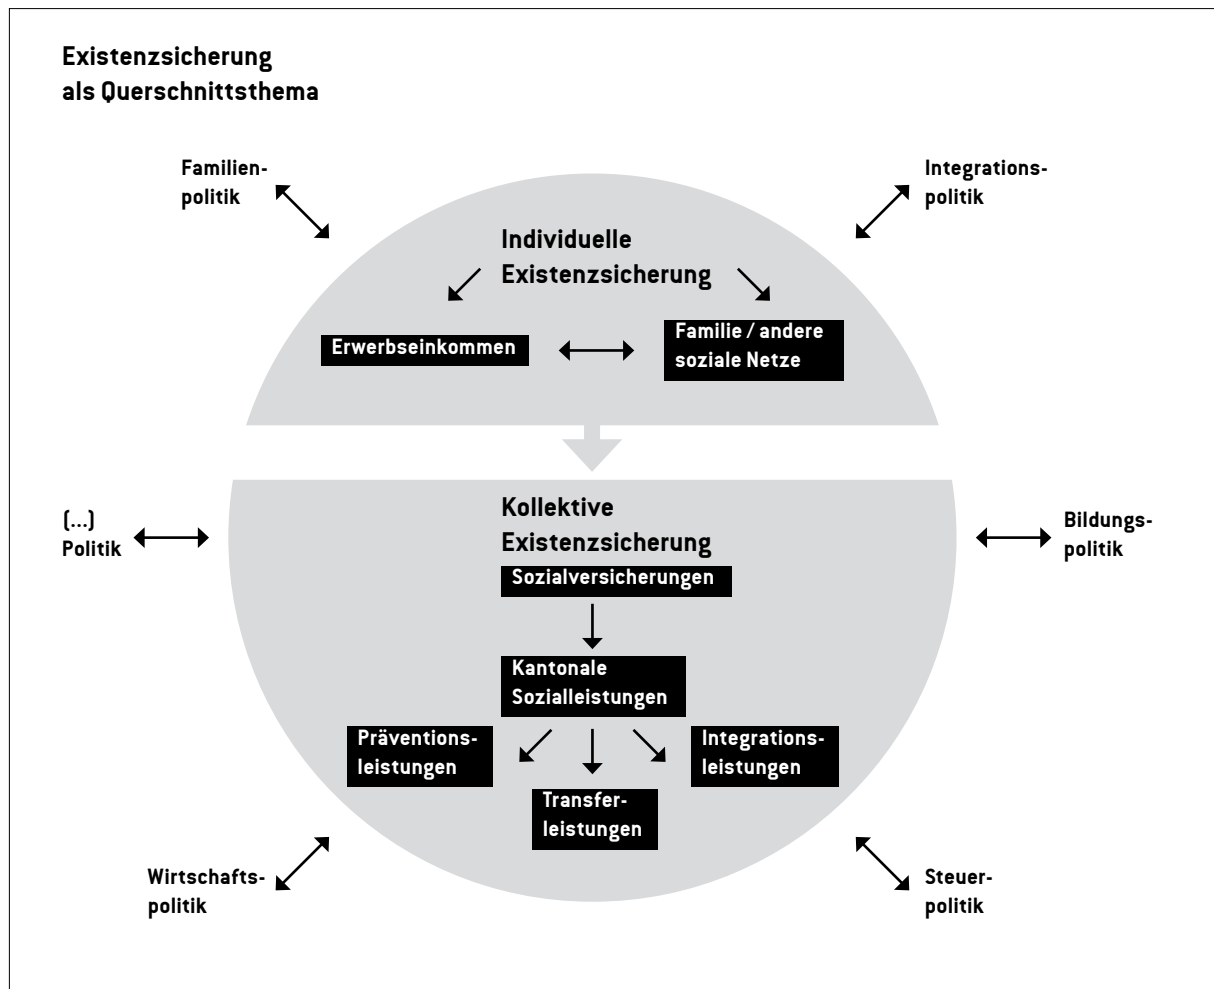 Existenzsicherung
als Querschnittsthema
Familien-
politik
Integrations-
politik
Individuelle
Existenzsicherung
Erwerbseinkommen
Familie / andere
soziale Netze
(...)
Politik
Kollektive
Existenzsicherung
Bildungs-
politik
Sozialversicherungen
Kantonale
Sozialleistungen
Präventions-
leistungen
Integrations-
leistungen
Transfer-
leistungen
Wirtschafts-
politik
Steuer-
politik